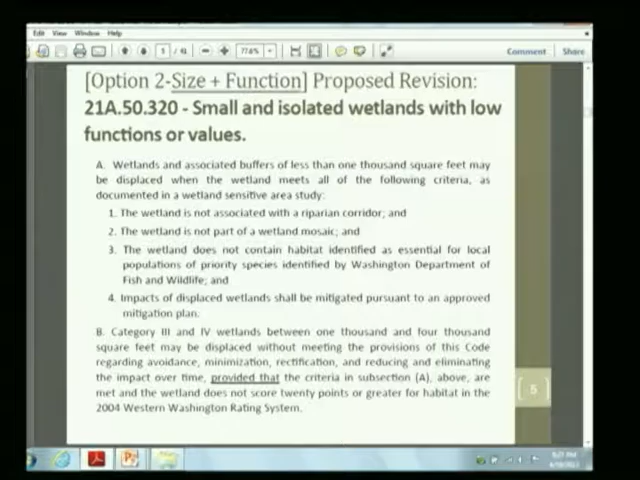 Edit View Window Help
5 / 41 77.6% Comment Share
[Option 2-Size + Function] Proposed Revision:
21A.50.320 - Small and isolated wetlands with low
functions or values.
A. Wetlands and associated buffers of less than one thousand square feet may
be displaced when the wetland meets all of the following criteria, as
documented in a wetland sensitive area study:
1. The wetland is not associated with a riparian corridor; and
2. The wetland is not part of a wetland mosaic; and
3. The wetland does not contain habitat identified as essential for local
populations of priority species identified by Washington Department of
Fish and Wildlife; and
4. Impacts of displaced wetlands shall be mitigated pursuant to an approved
mitigation plan.
B. Category III and IV wetlands between one thousand and four thousand
square feet may be displaced without meeting the provisions of this Code
regarding avoidance, minimization, rectification, and reducing and eliminating
the impact over time, provided that the criteria in subsection (A), above, are
met and the wetland does not score twenty points or greater for habitat in the
2004 Western Washington Rating System.
5